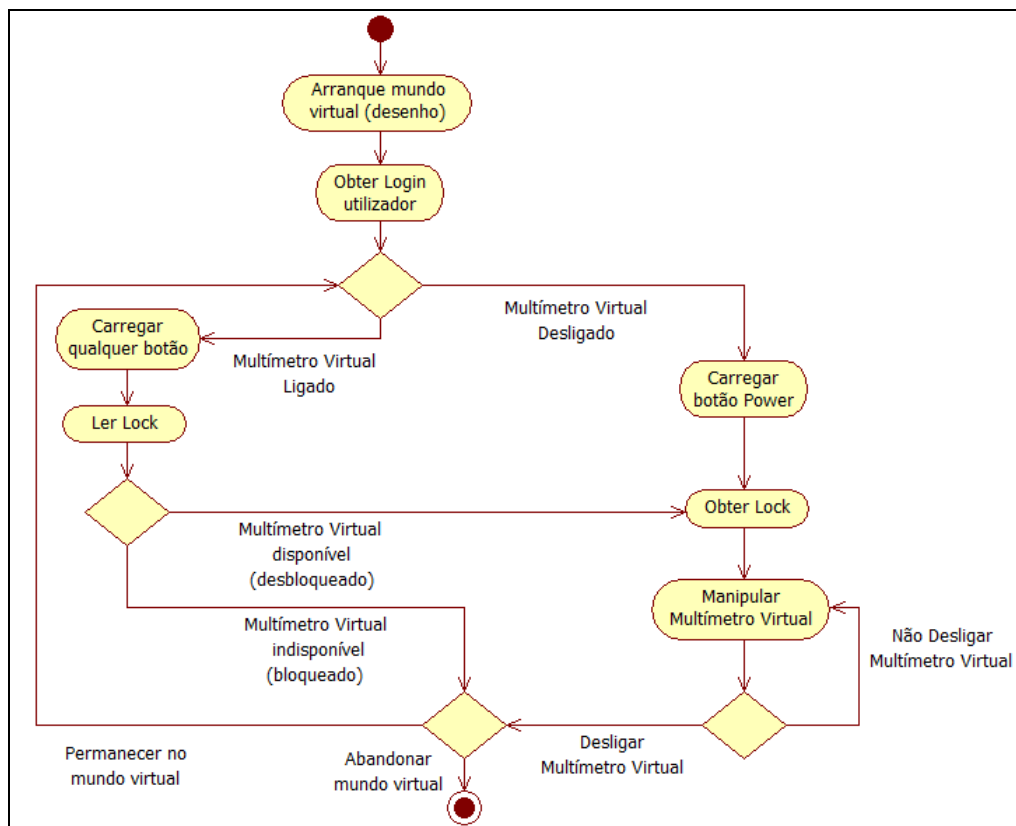 Arranque mundo
virtual (desenho)
Obter Login
utilizador
Multímetro Virtual
Desligado
Carregar
qualquer botão
Multímetro Virtual
Ligado
Carregar
botão Power
Ler Lock
Obter Lock
Multímetro Virtual
disponível
(desbloqueado)
Manipular
Multímetro Virtual
Multímetro Virtual
indisponível
(bloqueado)
Não Desligar
Multímetro Virtual
Permanecer no
mundo virtual
Abandonar
mundo virtual
Desligar
Multímetro Virtual